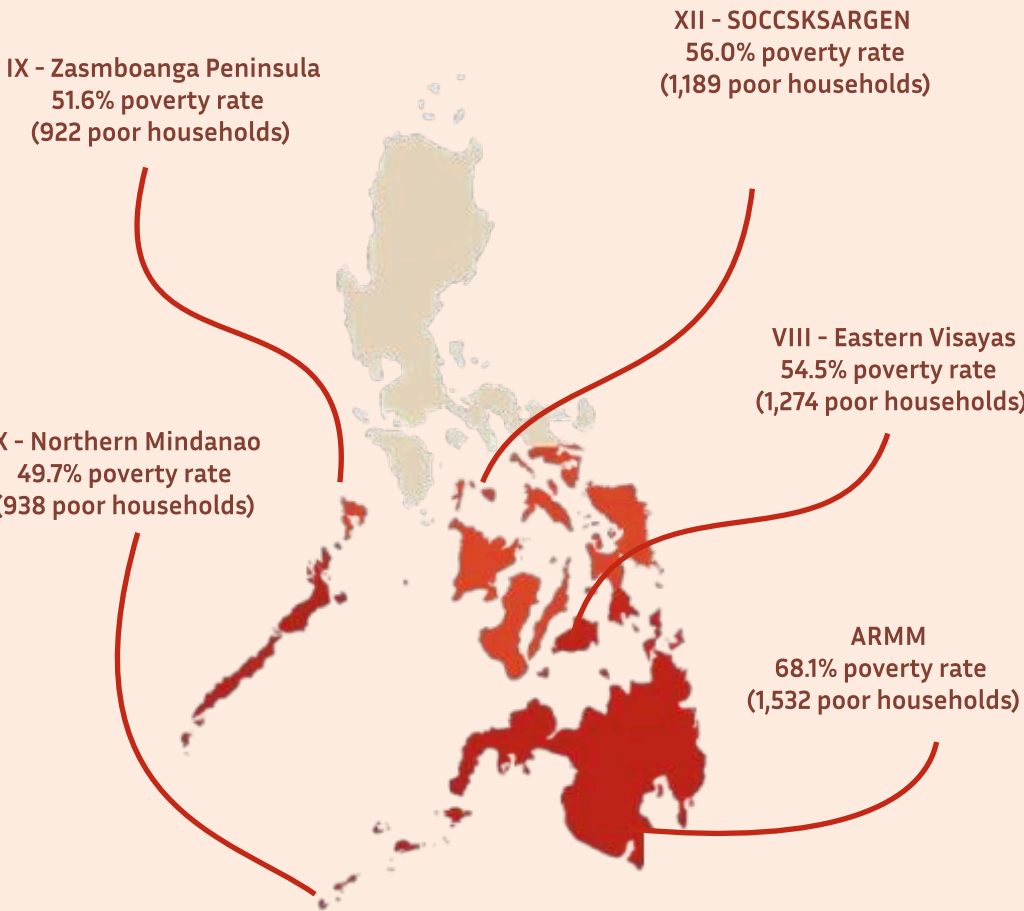 XII - SOCCSKSARGEN
56.0% poverty rate
(1,189 poor households)
IX - Zasmboanga Peninsula
51.6% poverty rate
(922 poor households)
VIII - Eastern Visayas
54.5% poverty rate
(1,274 poor households)
X - Northern Mindanao
49.7% poverty rate
(938 poor households)
ARMM
68.1% poverty rate
(1,532 poor households)